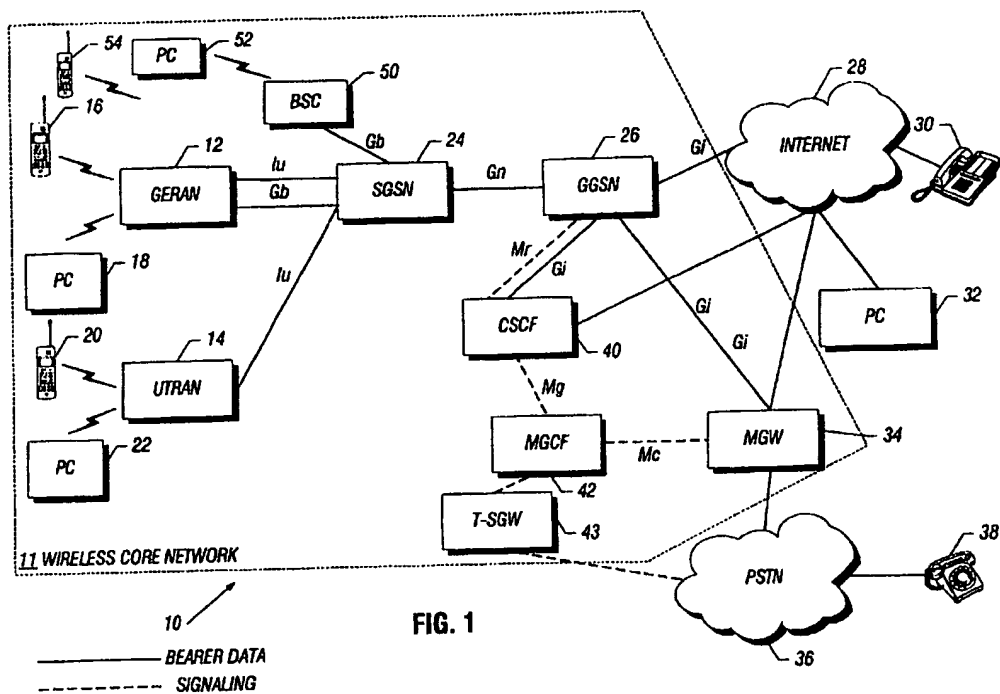 54
PC
52
50
BSC
16
28
12
Gb
24
26
Gi
INTERNET
30
GERAN
Iu
Gb
SGSN
Gn
GGSN
PC
18
Iu
Mr
Gi
20
14
CSCF
40
Gi
Gi
PC
32
UTRAN
Mg
PC
22
MGCF
42
Mc
MGW
34
T-SGW
43
11 WIRELESS CORE NETWORK
38
PSTN
10
FIG. 1
36
BEARER DATA
SIGNALING